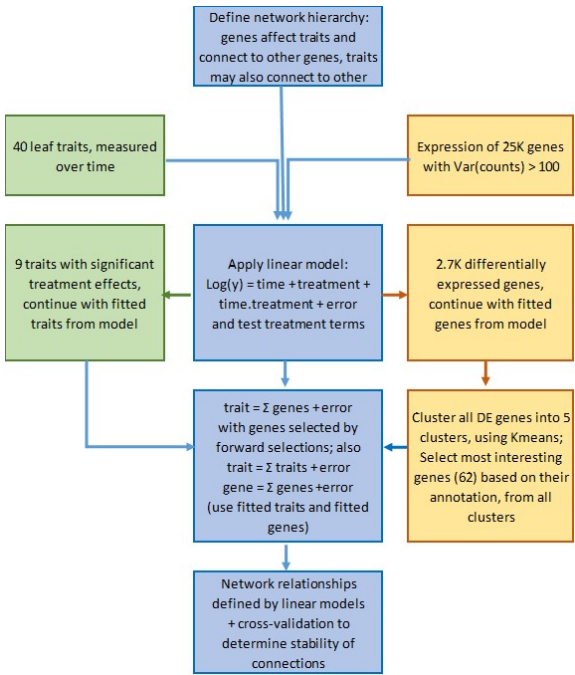 Define network hierarchy:
genes affect traits and
connect to other genes, traits
may also connect to other
40 leaf traits, measured
over time
Expression of 25K genes
with Var(counts) > 100
9 traits with significant
treatment effects,
continue with fitted
traits from model
Apply linear model:
Log(y) = time + treatment +
time.treatment + error
and test treatment terms
2.7K differentially
expressed genes,
continue with fitted
genes from model
trait = Σ genes + error
with genes selected by
forward selections; also
trait = Σ traits + error
gene = Σ genes +error
(use fitted traits and fitted
genes)
Cluster all DE genes into 5
clusters, using Kmeans;
Select most interesting
genes (62) based on their
annotation, from all
clusters
Network relationships
defined by linear models
+ cross-validation to
determine stability of
connections